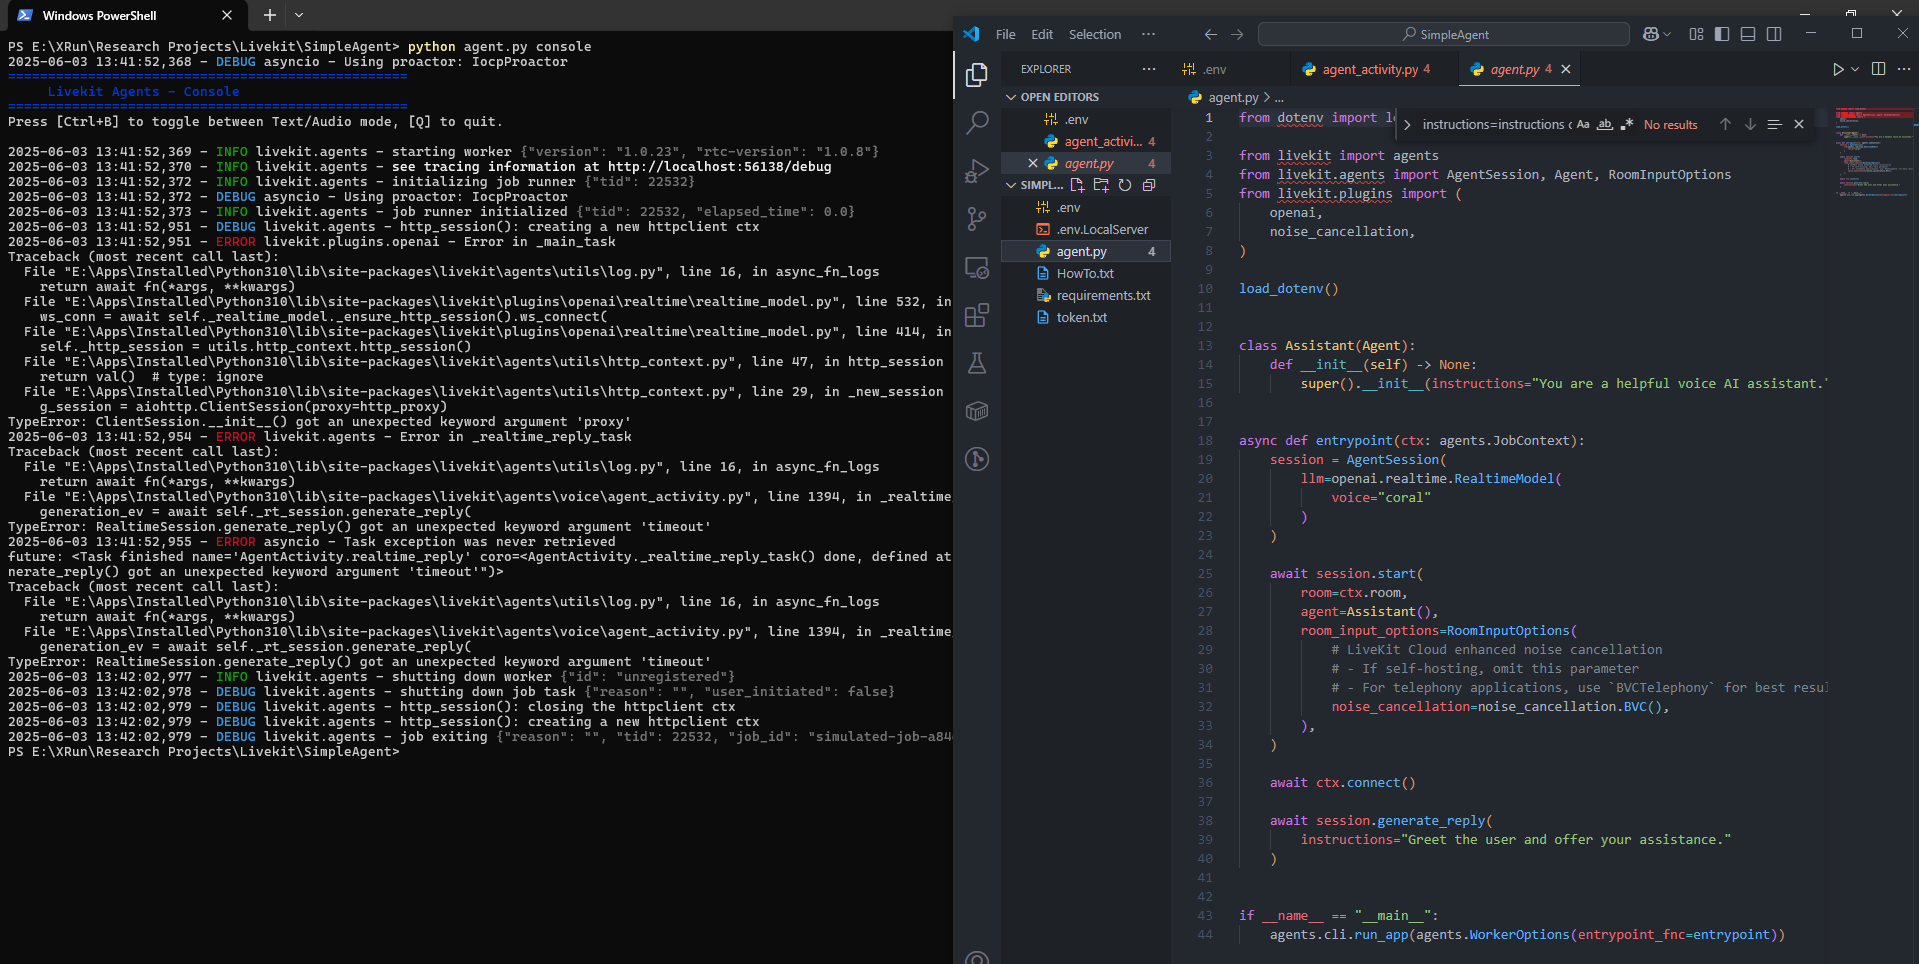 Windows PowerShell
PS E:\XRun\Research Projects\Livekit\SimpleAgent> python agent.py console
2025-06-03 13:41:52,368 - DEBUG asyncio - Using proactor: IocpProactor
==================================================
Livekit Agents - Console
==================================================
Press [Ctrl+B] to toggle between Text/Audio mode, [Q] to quit.
2025-06-03 13:41:52,369 - INFO livekit.agents - starting worker {"version": "1.0.23", "rtc-version": "1.0.8"}
2025-06-03 13:41:52,370 - INFO livekit.agents - see tracing information at http://localhost:56138/debug
2025-06-03 13:41:52,372 - INFO livekit.agents - initializing job runner {"tid": 22532}
2025-06-03 13:41:52,372 - DEBUG asyncio - Using proactor: IocpProactor
2025-06-03 13:41:52,373 - INFO livekit.agents - job runner initialized {"tid": 22532, "elapsed_time": 0.0}
2025-06-03 13:41:52,951 - DEBUG livekit.agents - http_session(): creating a new httpclient ctx
2025-06-03 13:41:52,951 - ERROR livekit.plugins.openai - Error in _main_task
Traceback (most recent call last):
File "E:\Apps\Installed\Python310\lib\site-packages\livekit\agents\utils\log.py", line 16, in async_fn_logs
return await fn(*args, **kwargs)
File "E:\Apps\Installed\Python310\lib\site-packages\livekit\plugins\openai\realtime\realtime_model.py", line 532, in
ws_conn = await self._realtime_model._ensure_http_session().ws_connect(
File "E:\Apps\Installed\Python310\lib\site-packages\livekit\plugins\openai\realtime\realtime_model.py", line 414, in
self._http_session = utils.http_context.http_session()
File "E:\Apps\Installed\Python310\lib\site-packages\livekit\agents\utils\http_context.py", line 47, in http_session
return val()  # type: ignore
File "E:\Apps\Installed\Python310\lib\site-packages\livekit\agents\utils\http_context.py", line 29, in _new_session
g_session = aiohttp.ClientSession(proxy=http_proxy)
TypeError: ClientSession.__init__() got an unexpected keyword argument 'proxy'
2025-06-03 13:41:52,954 - ERROR livekit.agents - Error in _realtime_reply_task
Traceback (most recent call last):
File "E:\Apps\Installed\Python310\lib\site-packages\livekit\agents\utils\log.py", line 16, in async_fn_logs
return await fn(*args, **kwargs)
File "E:\Apps\Installed\Python310\lib\site-packages\livekit\agents\voice\agent_activity.py", line 1394, in _realtime_
generation_ev = await self._rt_session.generate_reply(
TypeError: RealtimeSession.generate_reply() got an unexpected keyword argument 'timeout'
2025-06-03 13:41:52,955 - ERROR asyncio - Task exception was never retrieved
future: <Task finished name='AgentActivity.realtime_reply' coro=<AgentActivity._realtime_reply_task() done, defined at
nerate_reply() got an unexpected keyword argument 'timeout'")>
Traceback (most recent call last):
File "E:\Apps\Installed\Python310\lib\site-packages\livekit\agents\utils\log.py", line 16, in async_fn_logs
return await fn(*args, **kwargs)
File "E:\Apps\Installed\Python310\lib\site-packages\livekit\agents\voice\agent_activity.py", line 1394, in _realtime_
generation_ev = await self._rt_session.generate_reply(
TypeError: RealtimeSession.generate_reply() got an unexpected keyword argument 'timeout'
2025-06-03 13:42:02,977 - INFO livekit.agents - shutting down worker {"id": "unregistered"}
2025-06-03 13:42:02,978 - DEBUG livekit.agents - shutting down job task {"reason": "", "user_initiated": false}
2025-06-03 13:42:02,979 - DEBUG livekit.agents - http_session(): closing the httpclient ctx
2025-06-03 13:42:02,979 - DEBUG livekit.agents - http_session(): creating a new httpclient ctx
2025-06-03 13:42:02,979 - DEBUG livekit.agents - job exiting {"reason": "", "tid": 22532, "job_id": "simulated-job-a84
PS E:\XRun\Research Projects\Livekit\SimpleAgent>
File Edit Selection ··· SimpleAgent
EXPLORER ···
OPEN EDITORS
.env
agent_activi... 4
agent.py 4
SIMPL...
.env
.env.LocalServer
agent.py 4
HowTo.txt
requirements.txt
token.txt
.env agent_activity.py 4 agent.py 4
agent.py > ...
instructions=instructions Aa ab No results
1 from dotenv import
2
3 from livekit import agents
4 from livekit.agents import AgentSession, Agent, RoomInputOptions
5 from livekit.plugins import (
6 openai,
7 noise_cancellation,
8 )
9
10 load_dotenv()
11
12
13 class Assistant(Agent):
14 def __init__(self) -> None:
15 super().__init__(instructions="You are a helpful voice AI assistant."
16
17
18 async def entrypoint(ctx: agents.JobContext):
19 session = AgentSession(
20 llm=openai.realtime.RealtimeModel(
21 voice="coral"
22 )
23 )
24
25 await session.start(
26 room=ctx.room,
27 agent=Assistant(),
28 room_input_options=RoomInputOptions(
29 # LiveKit Cloud enhanced noise cancellation
30 # - If self-hosting, omit this parameter
31 # - For telephony applications, use `BVCTelephony` for best resul
32 noise_cancellation=noise_cancellation.BVC(),
33 ),
34 )
35
36 await ctx.connect()
37
38 await session.generate_reply(
39 instructions="Greet the user and offer your assistance."
40 )
41
42
43 if __name__ == "__main__":
44 agents.cli.run_app(agents.WorkerOptions(entrypoint_fnc=entrypoint))